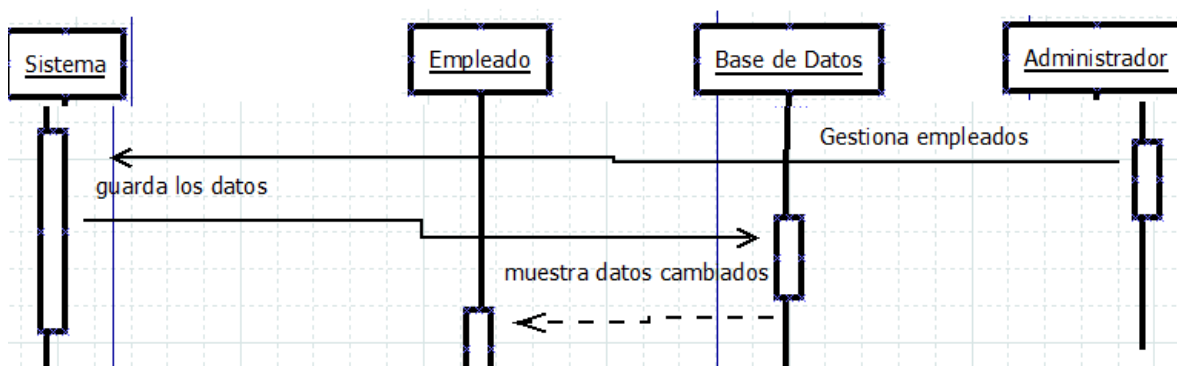 Sistema
Empleado
Base de Datos
Administrador
Gestiona empleados
guarda los datos
muestra datos cambiados